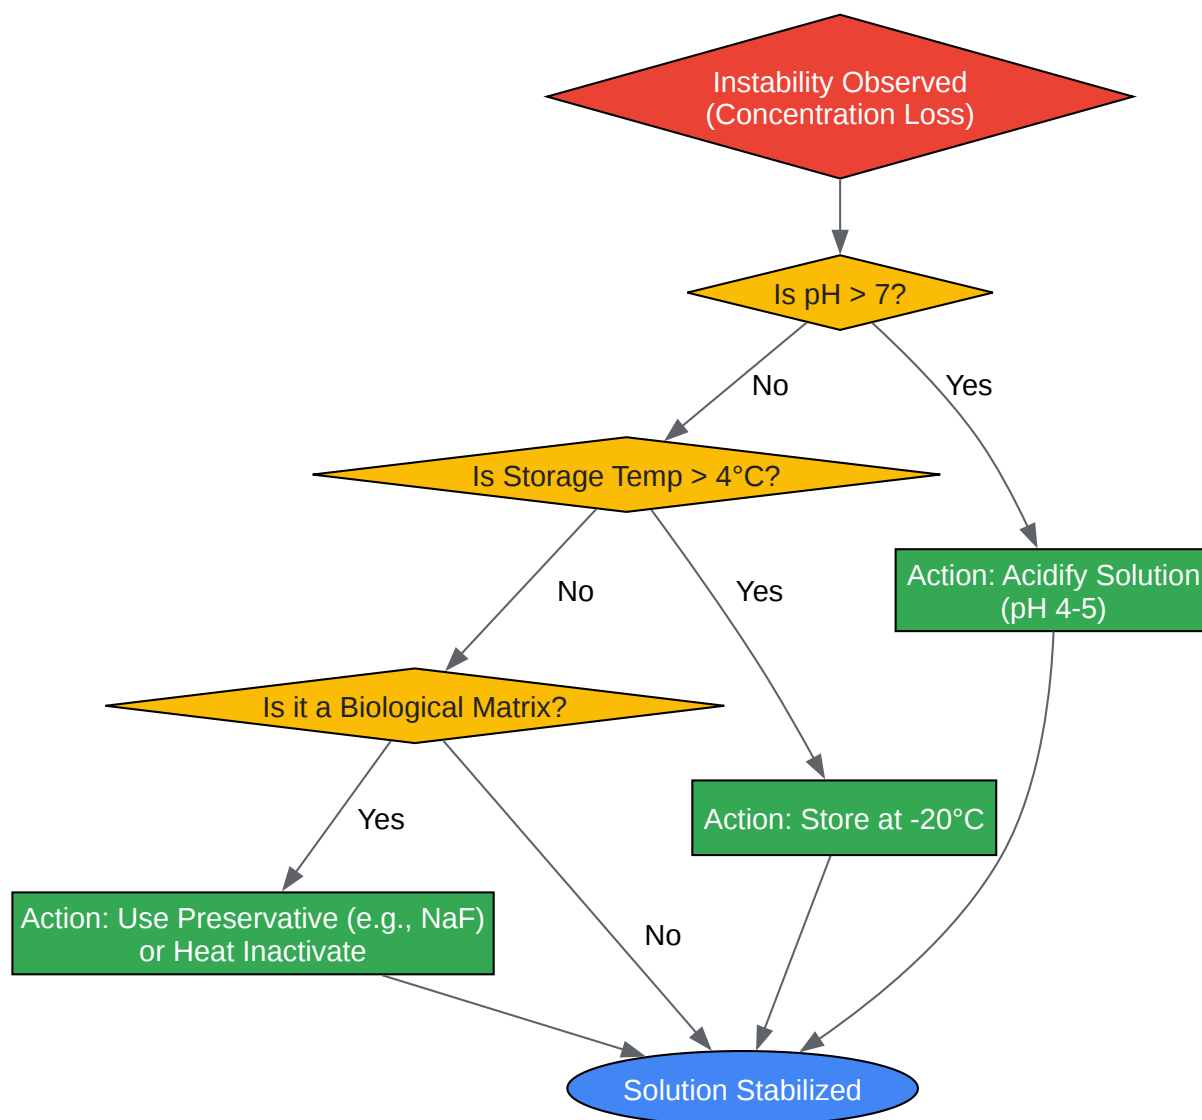 Instability Observed
(Concentration Loss)
Is pH > 7?
No
Yes
Is Storage Temp > 4°C?
No
Yes
Action: Acidify Solution
(pH 4-5)
Is it a Biological Matrix?
Yes
Action: Store at -20°C
Action: Use Preservative (e.g., NaF)
or Heat Inactivate
No
Solution Stabilized